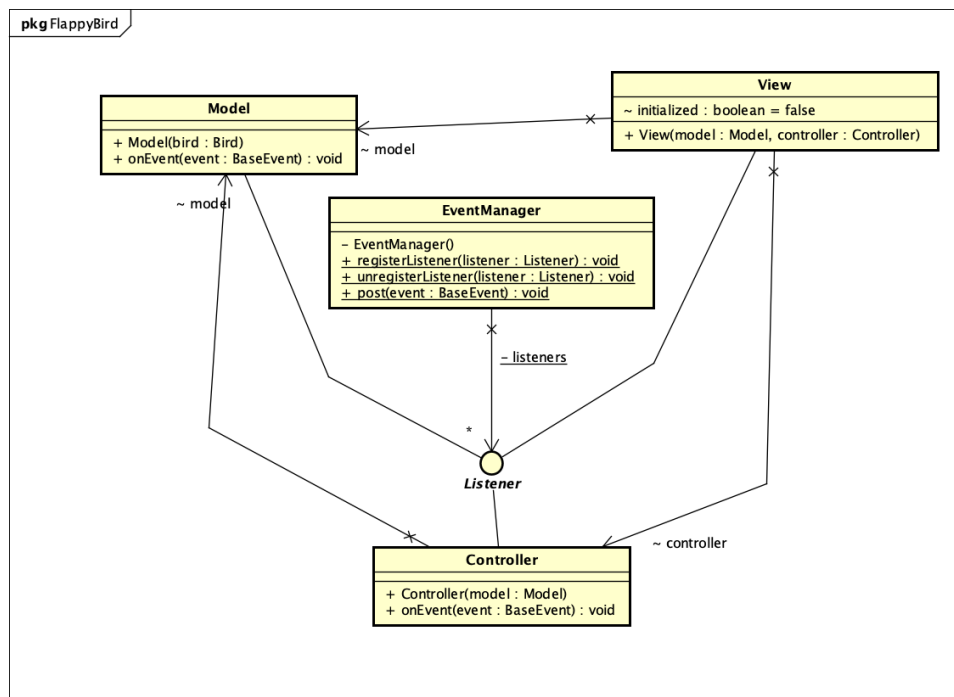 pkg FlappyBird
View
~ initialized : boolean = false
+ View(model : Model, controller : Controller)
Model
+ Model(bird : Bird)
+ onEvent(event : BaseEvent) : void
~ model
~ model
EventManager
- EventManager()
+ registerListener(listener : Listener) : void
+ unregisterListener(listener : Listener) : void
+ post(event : BaseEvent) : void
- listeners
*
Listener
~ controller
Controller
+ Controller(model : Model)
+ onEvent(event : BaseEvent) : void